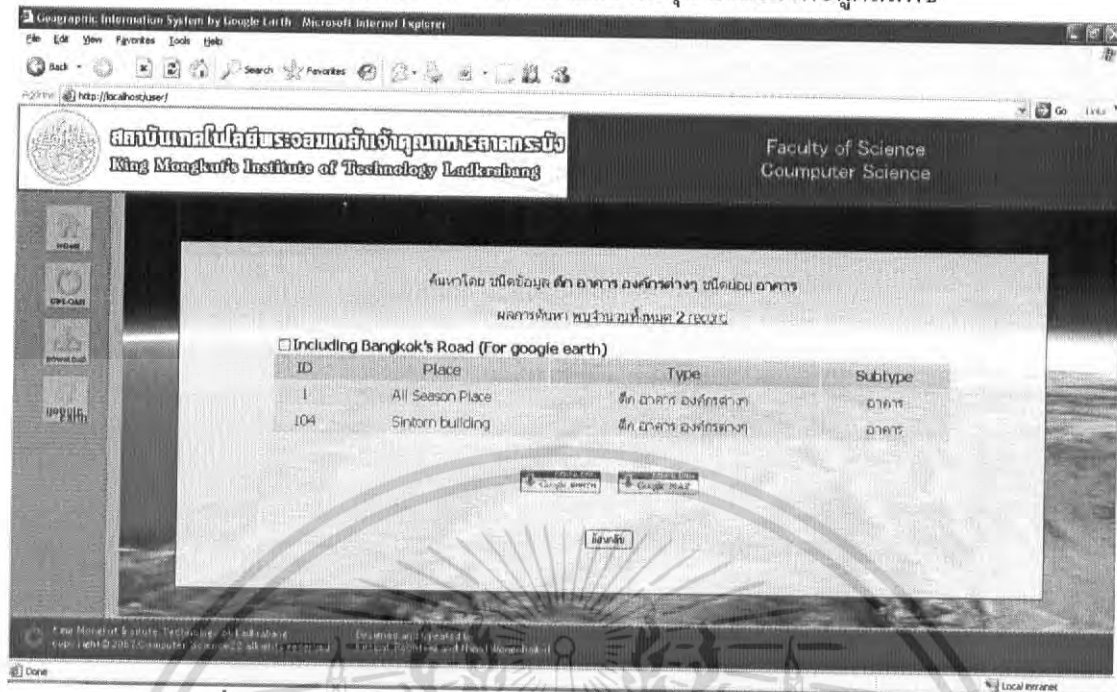 Geographic Information System by Google Earth - Microsoft Internet Explorer
File Edit View Favorites Tools Help
Back Search Favorites
Address http://localhost/user/ Go Links
สถาบันเทคโนโลยีพระจอมเกล้าเจ้าคุณทหารลาดกระบัง
King Mongkut's Institute of Technology Ladkrabang
Faculty of Science
Coumputer Science
HOME
UPLOAD
DOWNLOAD
ค้นหาโดย ชนิดข้อมูล ตึก อาคาร องค์กรต่างๆ ชนิดย่อย อาคาร
ผลการค้นหา พบจำนวนทั้งหมด 2 record
Including Bangkok's Road (For google earth)
ID Place Type Subtype
1 All Season Place ตึก อาคาร องค์กรต่างๆ อาคาร
104 Sintorn building ตึก อาคาร องค์กรต่างๆ อาคาร
Google EARTH Google MAP
ย้อนกลับ
Done Local intranet